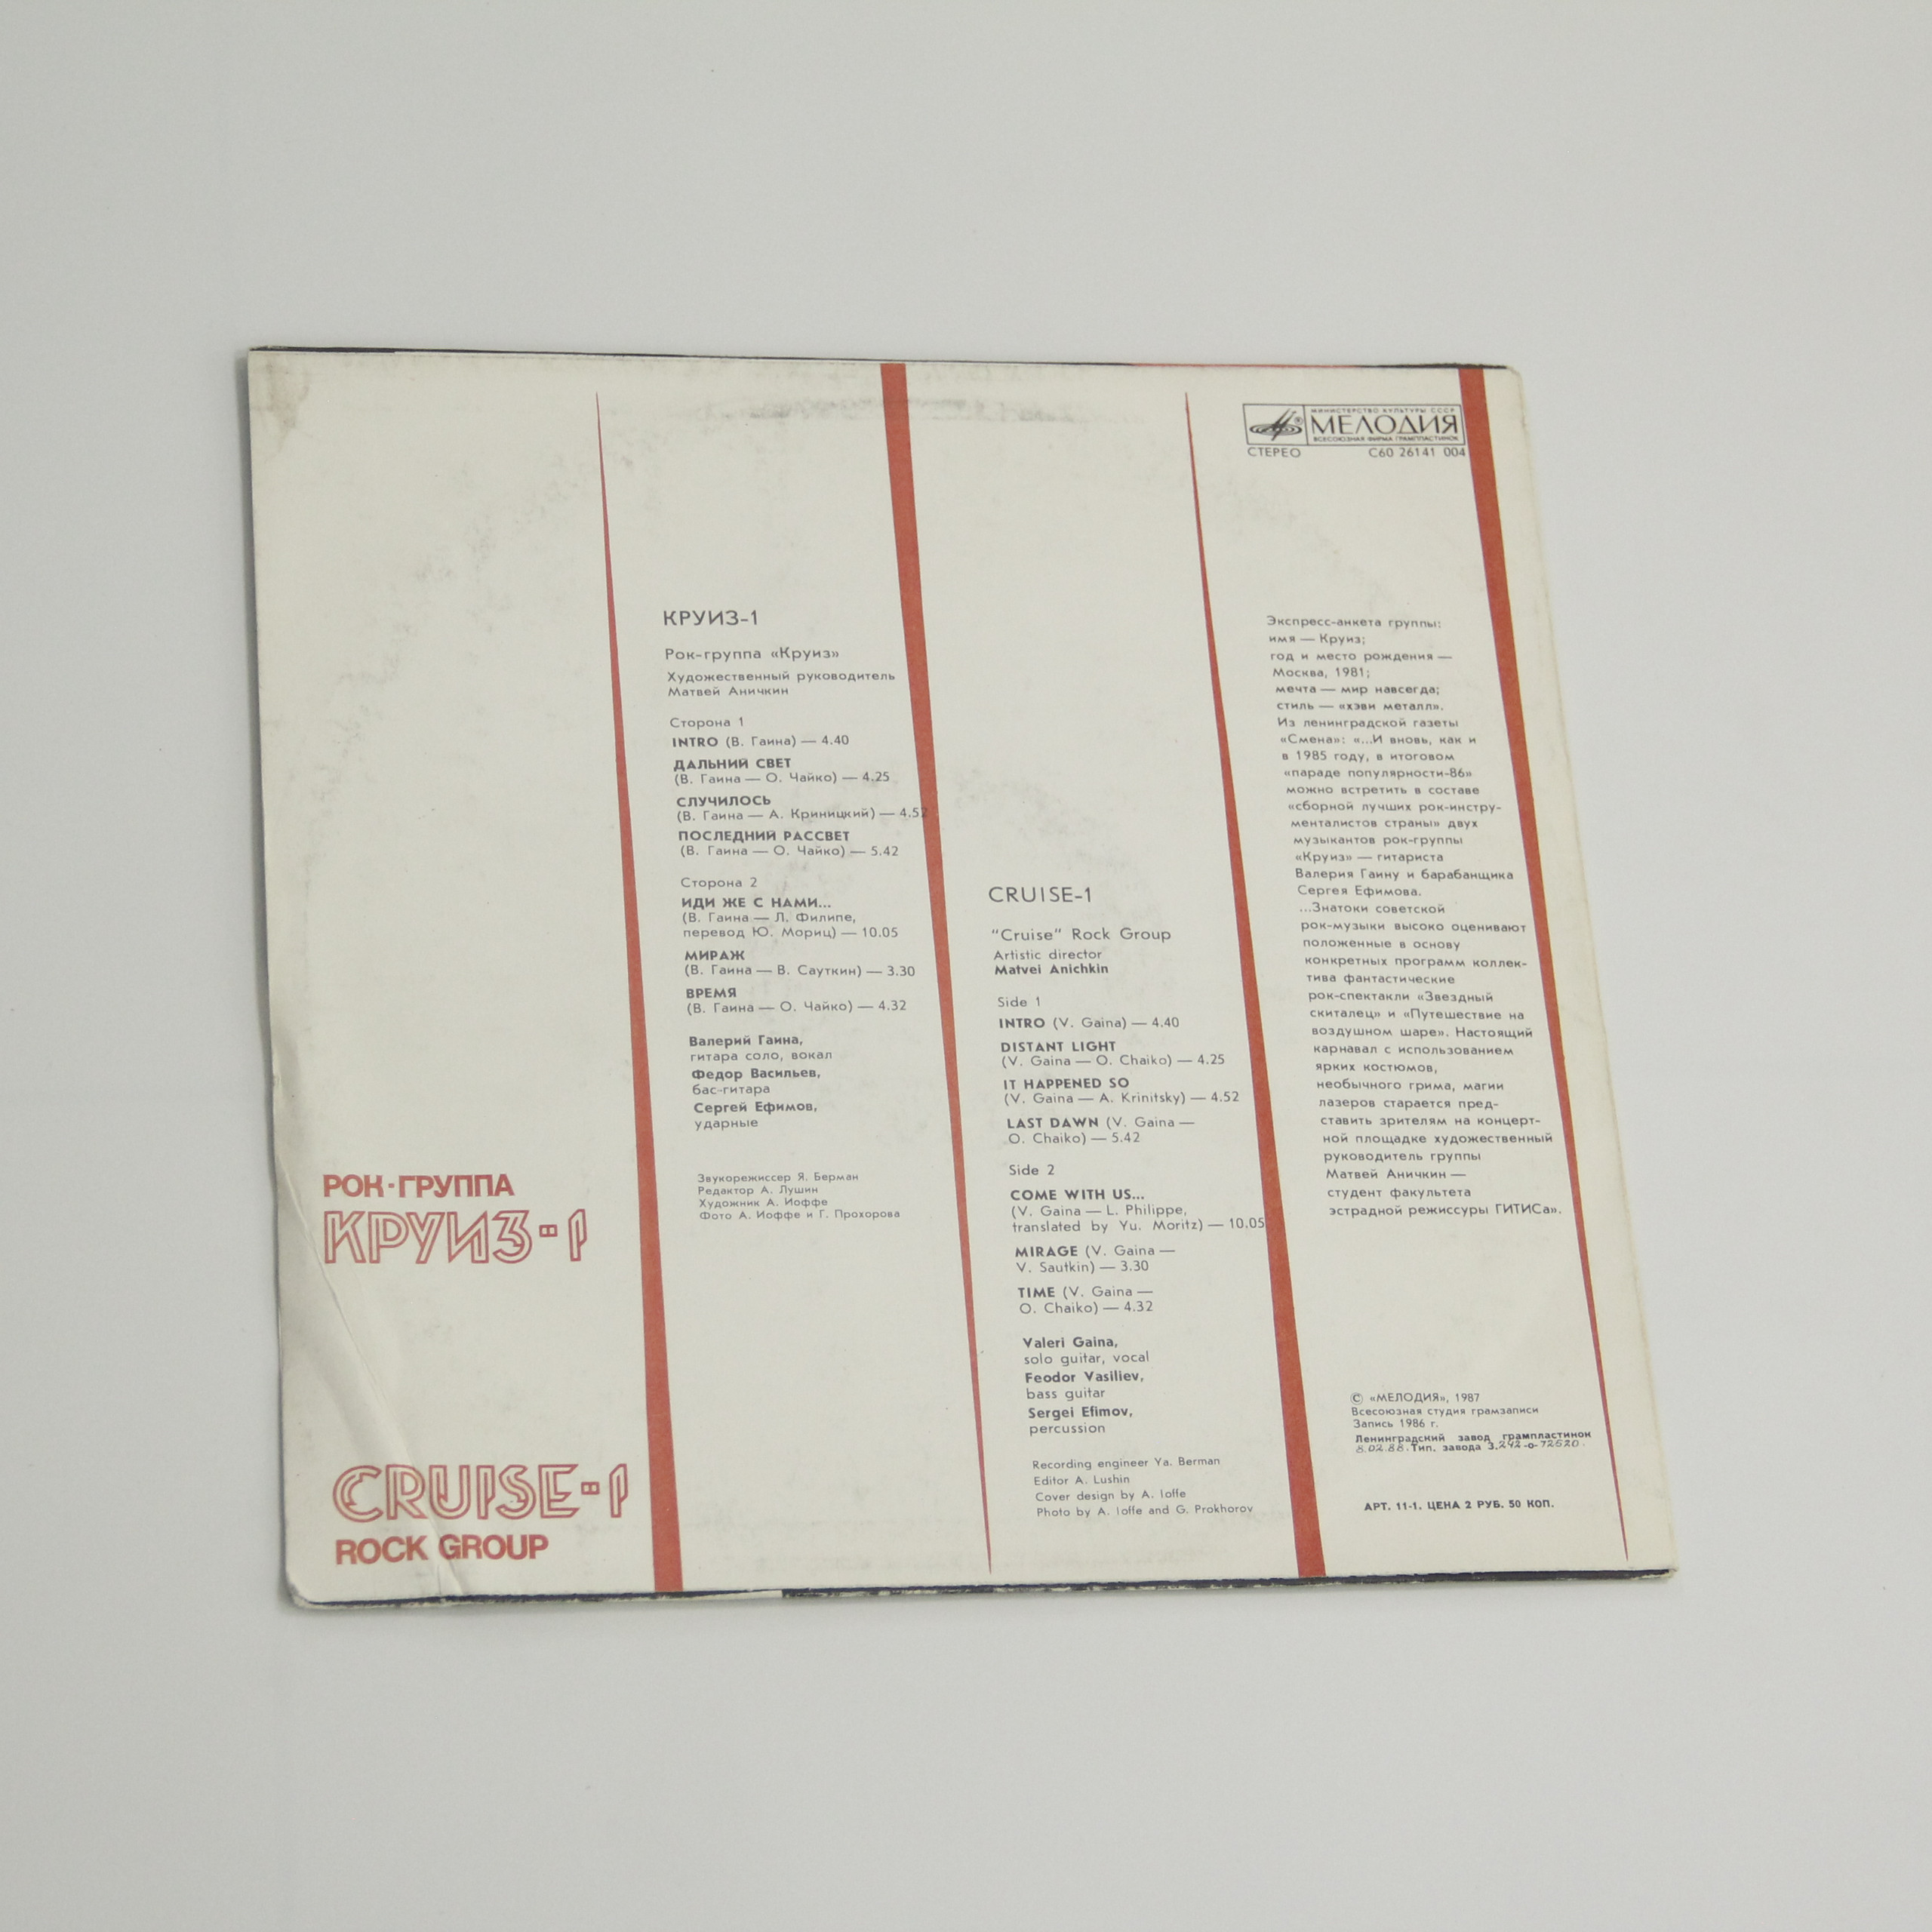 РОК-ГРУППА
КРУИЗ-1
CRUISE-1
ROCK GROUP
КРУИЗ-1
Рок-группа «Круиз»
Художественный руководитель
Матвей Аничкин
Сторона 1
INTRO (В. Гаина) — 4.40
ДАЛЬНИЙ СВЕТ
(В. Гаина — О. Чайко) — 4.25
СЛУЧИЛОСЬ
(В. Гаина — А. Криницкий) — 4.52
ПОСЛЕДНИЙ РАССВЕТ
(В. Гаина — О. Чайко) — 5.42
Сторона 2
ИДИ ЖЕ С НАМИ...
(В. Гаина — Л. Филипе,
перевод Ю. Мориц) — 10.05
МИРАЖ
(В. Гаина — В. Сауткин) — 3.30
ВРЕМЯ
(В. Гаина — О. Чайко) — 4.32
Валерий Гаина,
гитара соло, вокал
Федор Васильев,
бас-гитара
Сергей Ефимов,
ударные
Звукорежиссер Я. Берман
Редактор А. Лушин
Художник А. Иоффе
Фото А. Иоффе и Г. Прохорова
CRUISE-1
“Cruise” Rock Group
Artistic director
Matvei Anichkin
Side 1
INTRO (V. Gaina) — 4.40
DISTANT LIGHT
(V. Gaina — O. Chaiko) — 4.25
IT HAPPENED SO
(V. Gaina — A. Krinitsky) — 4.52
LAST DAWN (V. Gaina —
O. Chaiko) — 5.42
Side 2
COME WITH US...
(V. Gaina — L. Philippe,
translated by Yu. Moritz) — 10.05
MIRAGE (V. Gaina —
V. Sautkin) — 3.30
TIME (V. Gaina —
O. Chaiko) — 4.32
Valeri Gaina,
solo guitar, vocal
Feodor Vasiliev,
bass guitar
Sergei Efimov,
percussion
Recording engineer Ya. Berman
Editor A. Lushin
Cover design by A. Ioffe
Photo by A. Ioffe and G. Prokhorov
МИНИСТЕРСТВО КУЛЬТУРЫ СССР
МЕЛОДИЯ
ВСЕСОЮЗНАЯ ФИРМА ГРАМПЛАСТИНОК
СТЕРЕО С60 26141 004
Экспресс-анкета группы:
имя — Круиз;
год и место рождения —
Москва, 1981;
мечта — мир навсегда;
стиль — «хэви металл».
Из ленинградской газеты
«Смена»: «...И вновь, как и
в 1985 году, в итоговом
«параде популярности-86»
можно встретить в составе
«сборной лучших рок-инстру-
менталистов страны» двух
музыкантов рок-группы
«Круиз» — гитариста
Валерия Гаину и барабанщика
Сергея Ефимова.
...Знатоки советской
рок-музыки высоко оценивают
положенные в основу
конкретных программ коллек-
тива фантастические
рок-спектакли «Звездный
скиталец» и «Путешествие на
воздушном шаре». Настоящий
карнавал с использованием
ярких костюмов,
необычного грима, магии
лазеров старается пред-
ставить зрителям на концерт-
ной площадке художественный
руководитель группы
Матвей Аничкин —
студент факультета
эстрадной режиссуры ГИТИСа».
© «МЕЛОДИЯ», 1987
Всесоюзная студия грамзаписи
Запись 1986 г.
Ленинградский завод грампластинок
8.02.88. Тип. завода З.242-о-72520.
АРТ. 11-1. ЦЕНА 2 РУБ. 50 КОП.